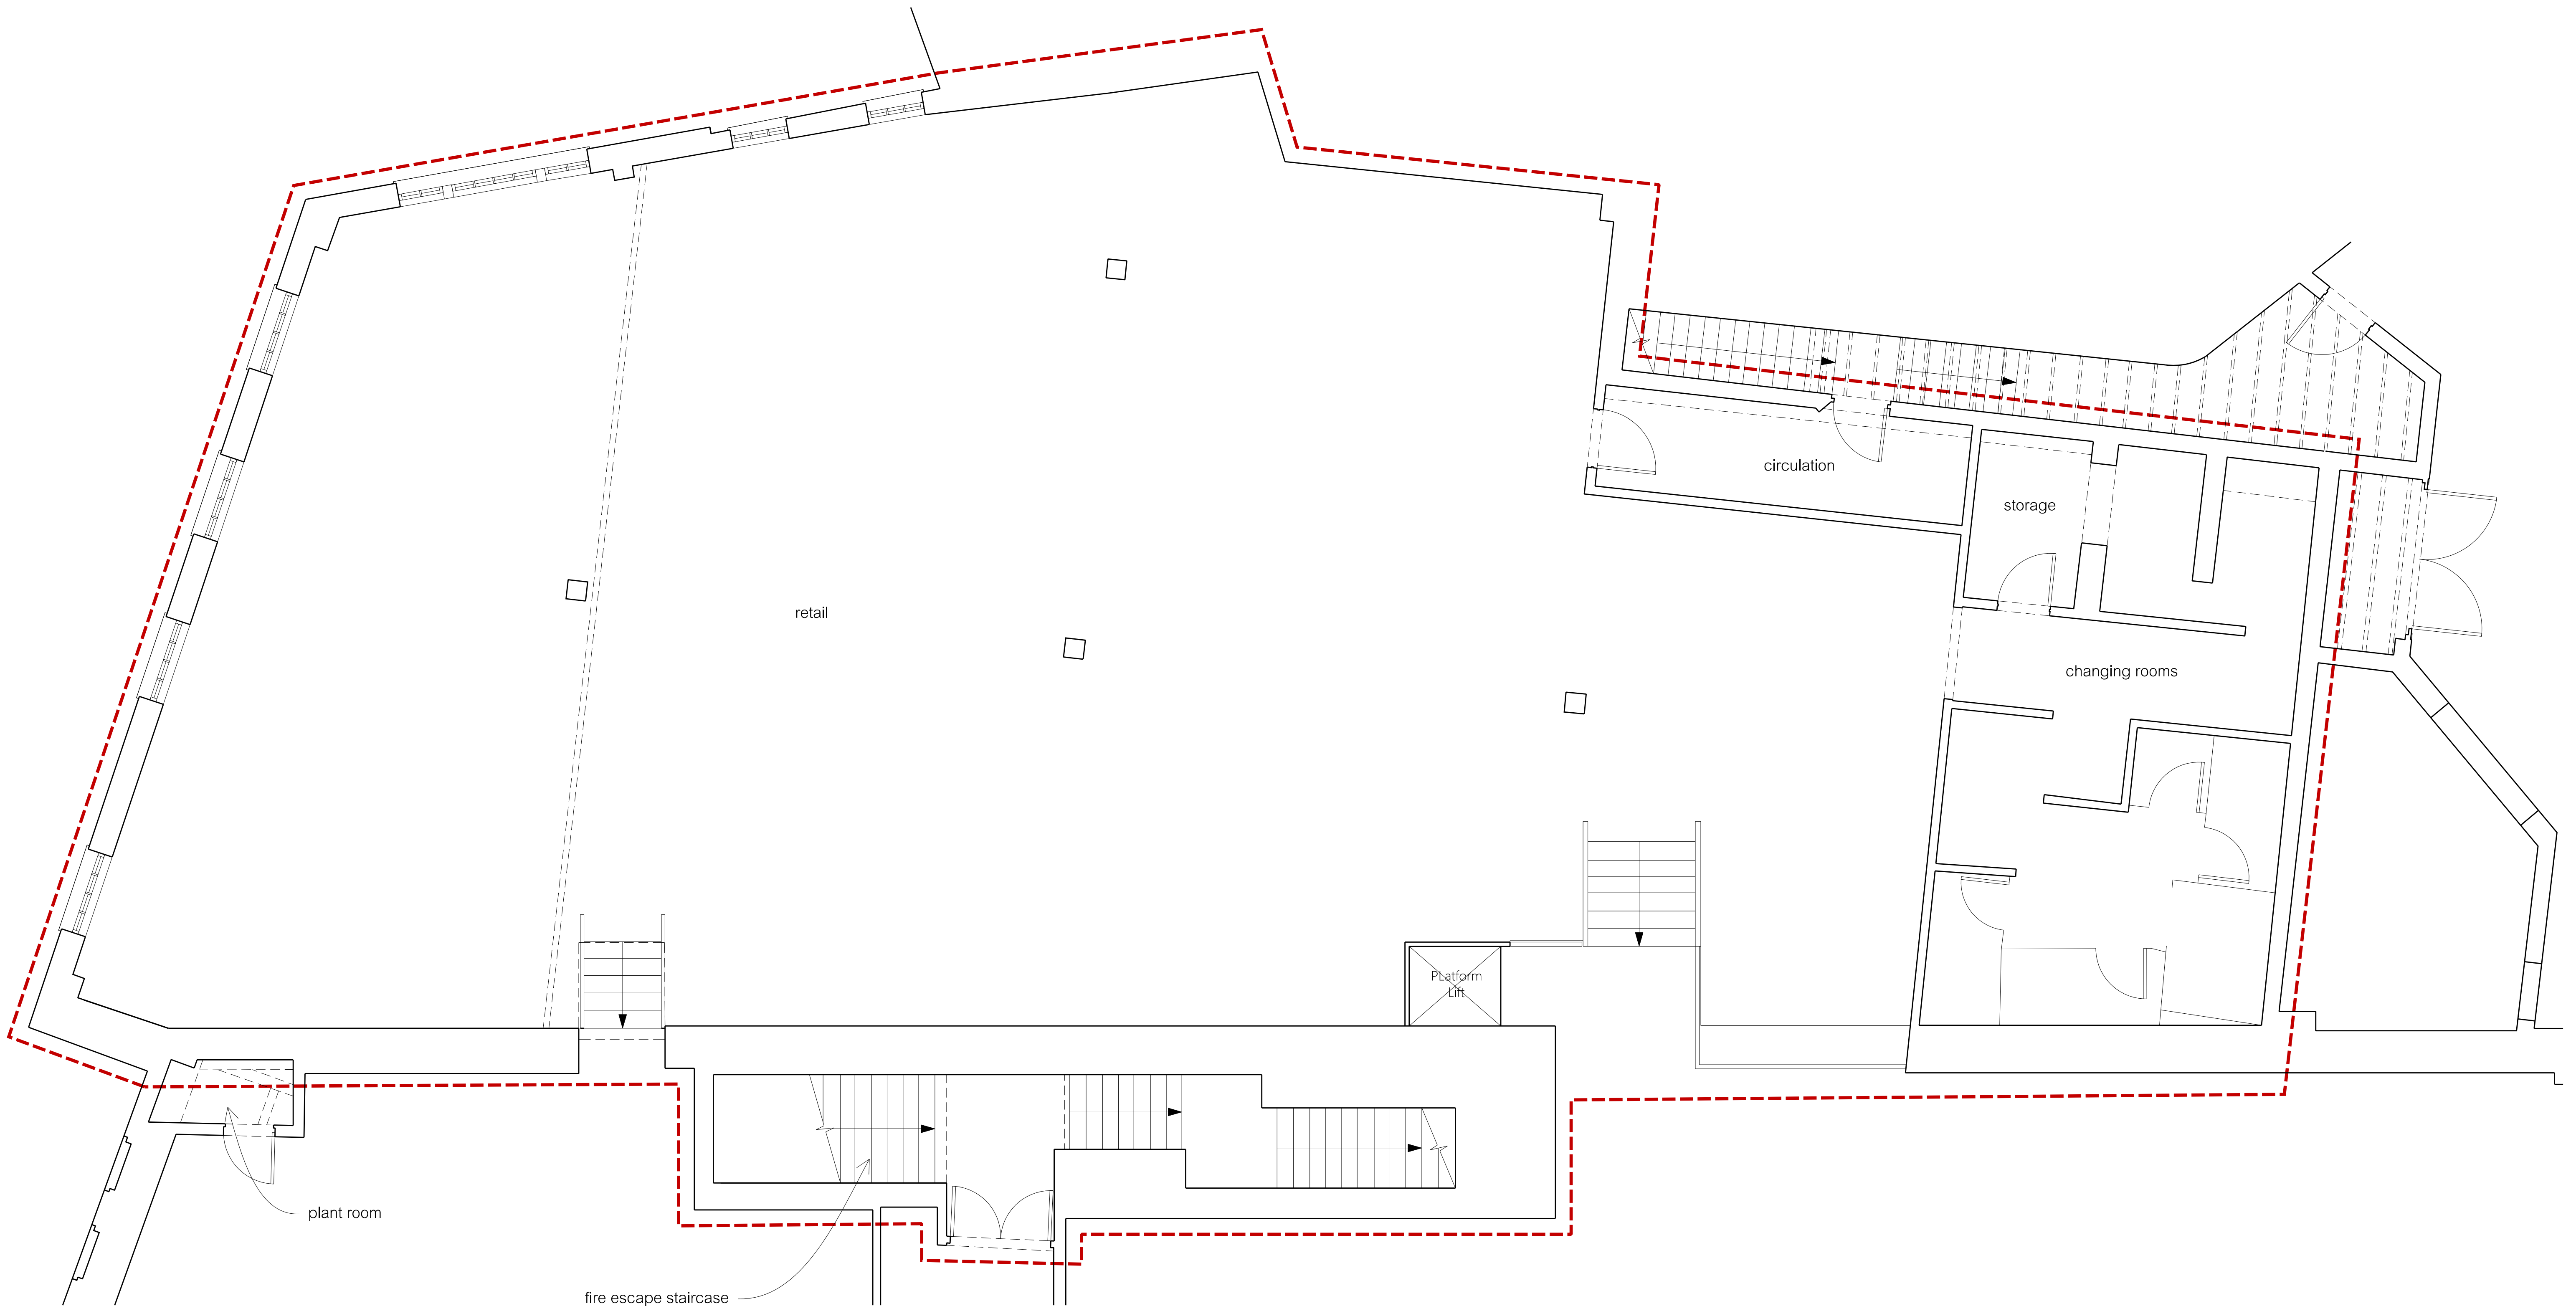 circulation
storage
retail
changing rooms
PLatform
Lift
plant room
fire escape staircase